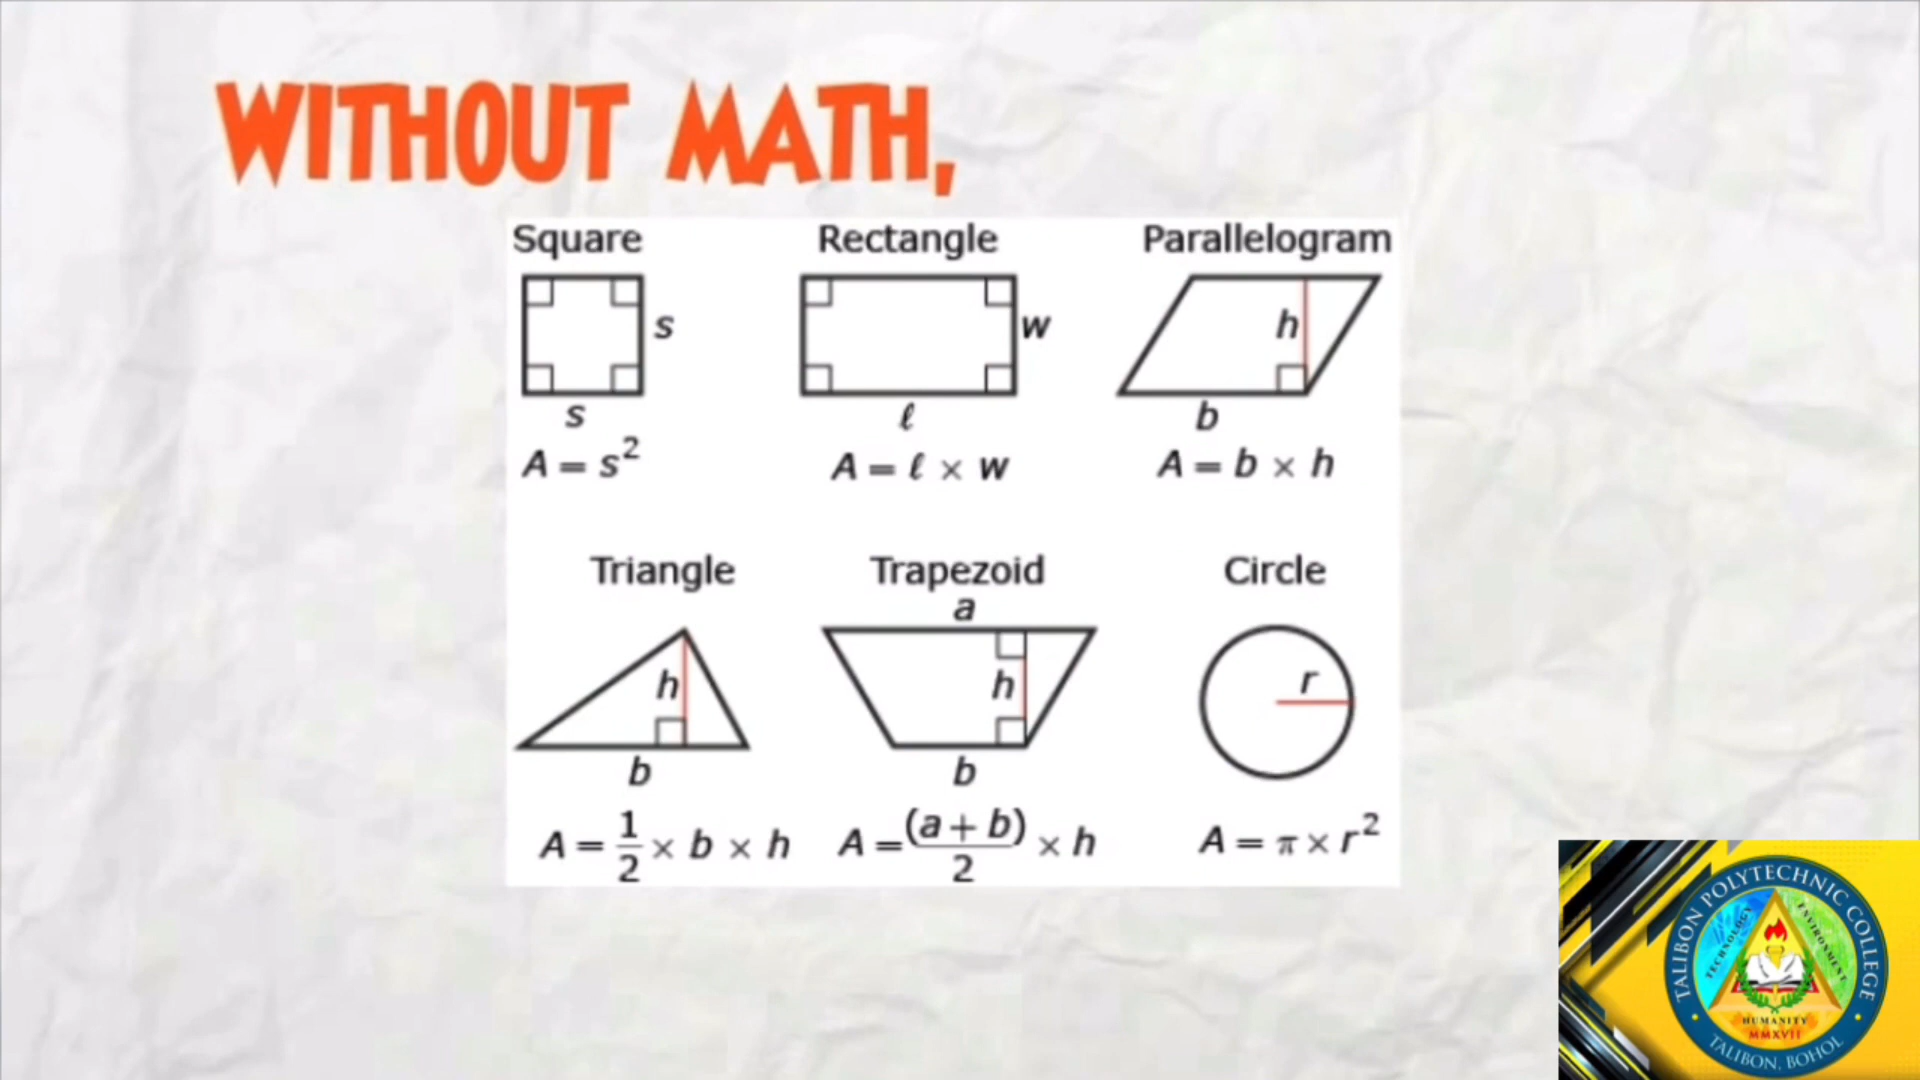 WITHOUT MATH,
Square Rectangle Parallelogram
s w h
s ℓ b
A = s² A = ℓ × w A = b × h
Triangle Trapezoid Circle
a
h h r
b b
A = 1/2 × b × h A = (a + b)/2 × h A = π × r²
TALIBON POLYTECHNIC COLLEGE
TECHNOLOGY ENVIRONMENT
HUMANITY
MMXVII
TALIBON, BOHOL